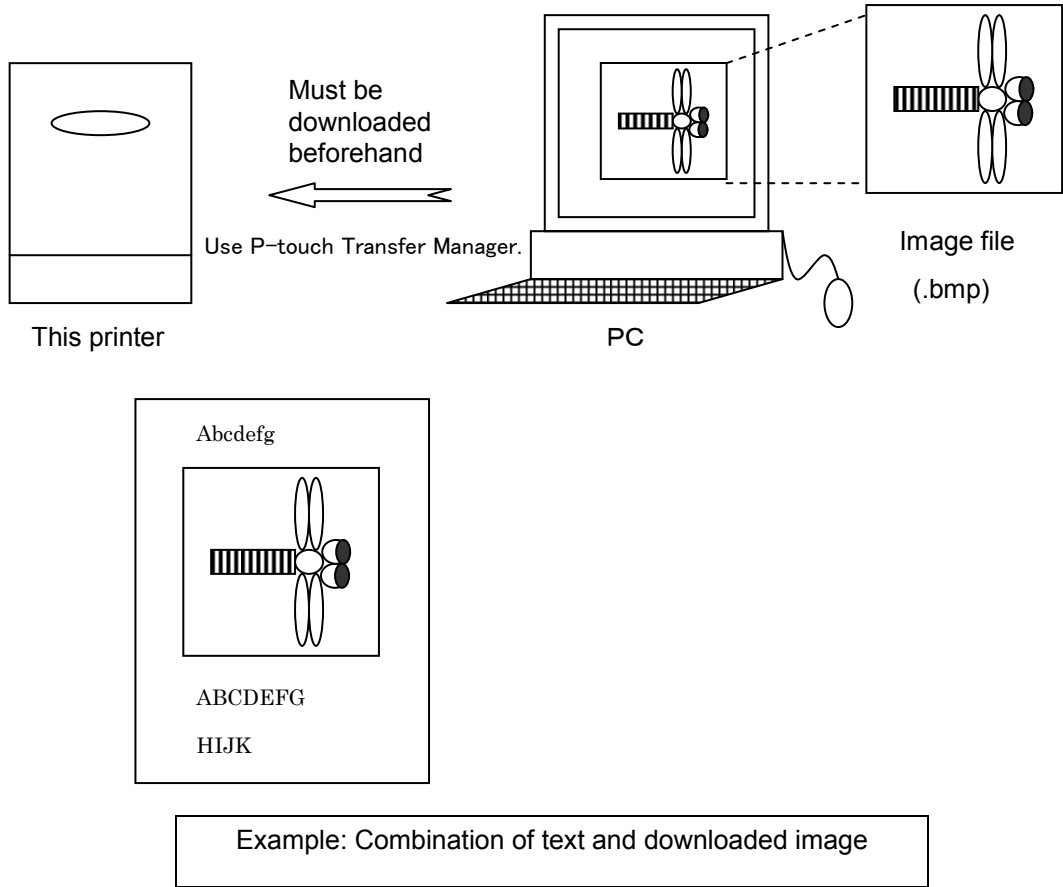 Must be
downloaded
beforehand
Use P-touch Transfer Manager.
This printer
PC
Image file
(.bmp)
Abcdefg
ABCDEFG
HIJK
Example: Combination of text and downloaded image